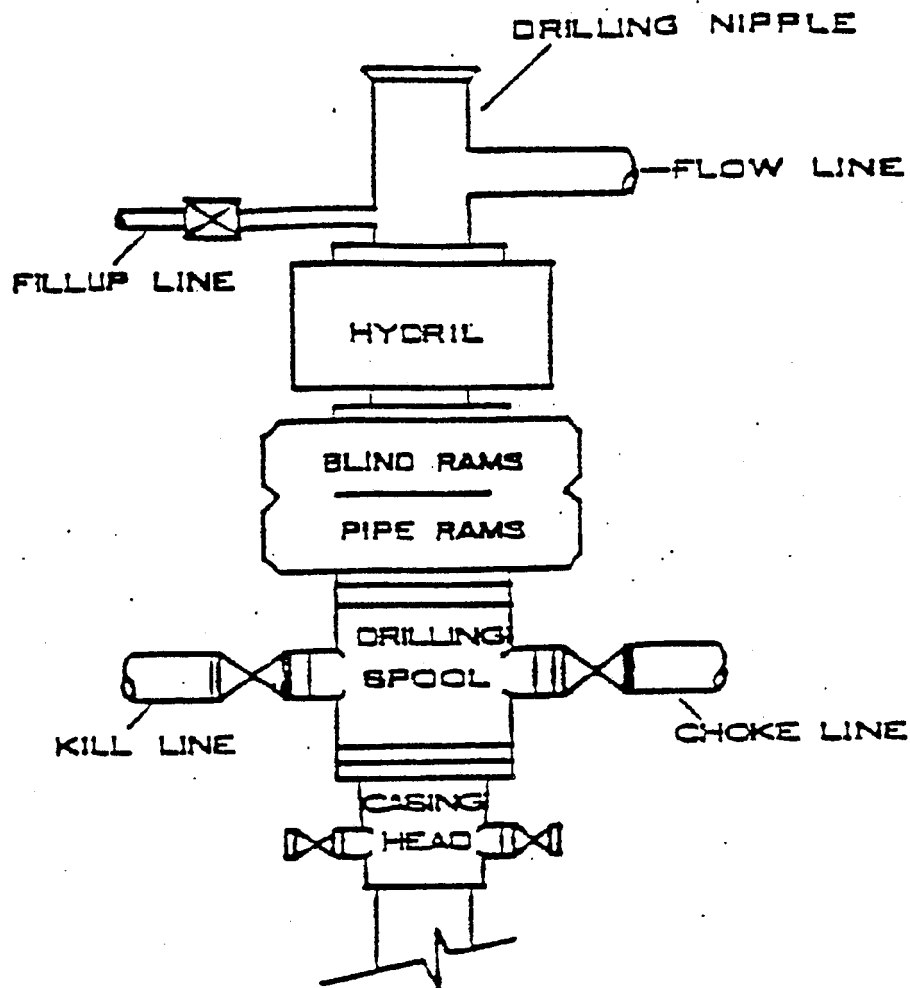 DRILLING NIPPLE
FLOW LINE
FILLUP LINE
HYDRIL
BLIND RAMS
PIPE RAMS
DRILLING
SPOOL
KILL LINE
CHOKE LINE
CASING
HEAD